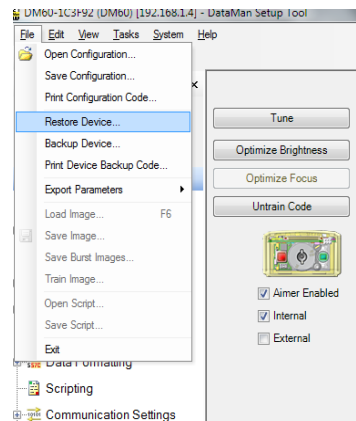 DM60-1C3F92 (DM60) [192.168.1.4] - DataMan Setup Tool
File Edit View Tasks System Help
Open Configuration...
Save Configuration...
Print Configuration Code...
Restore Device...
Backup Device...
Print Device Backup Code...
Export Parameters
Load Image... F6
Save Image...
Save Burst Images...
Train Image...
Open Script...
Save Script...
Exit
Data Formatting
Scripting
Communication Settings
Tune
Optimize Brightness
Optimize Focus
Untrain Code
Aimer Enabled
Internal
External